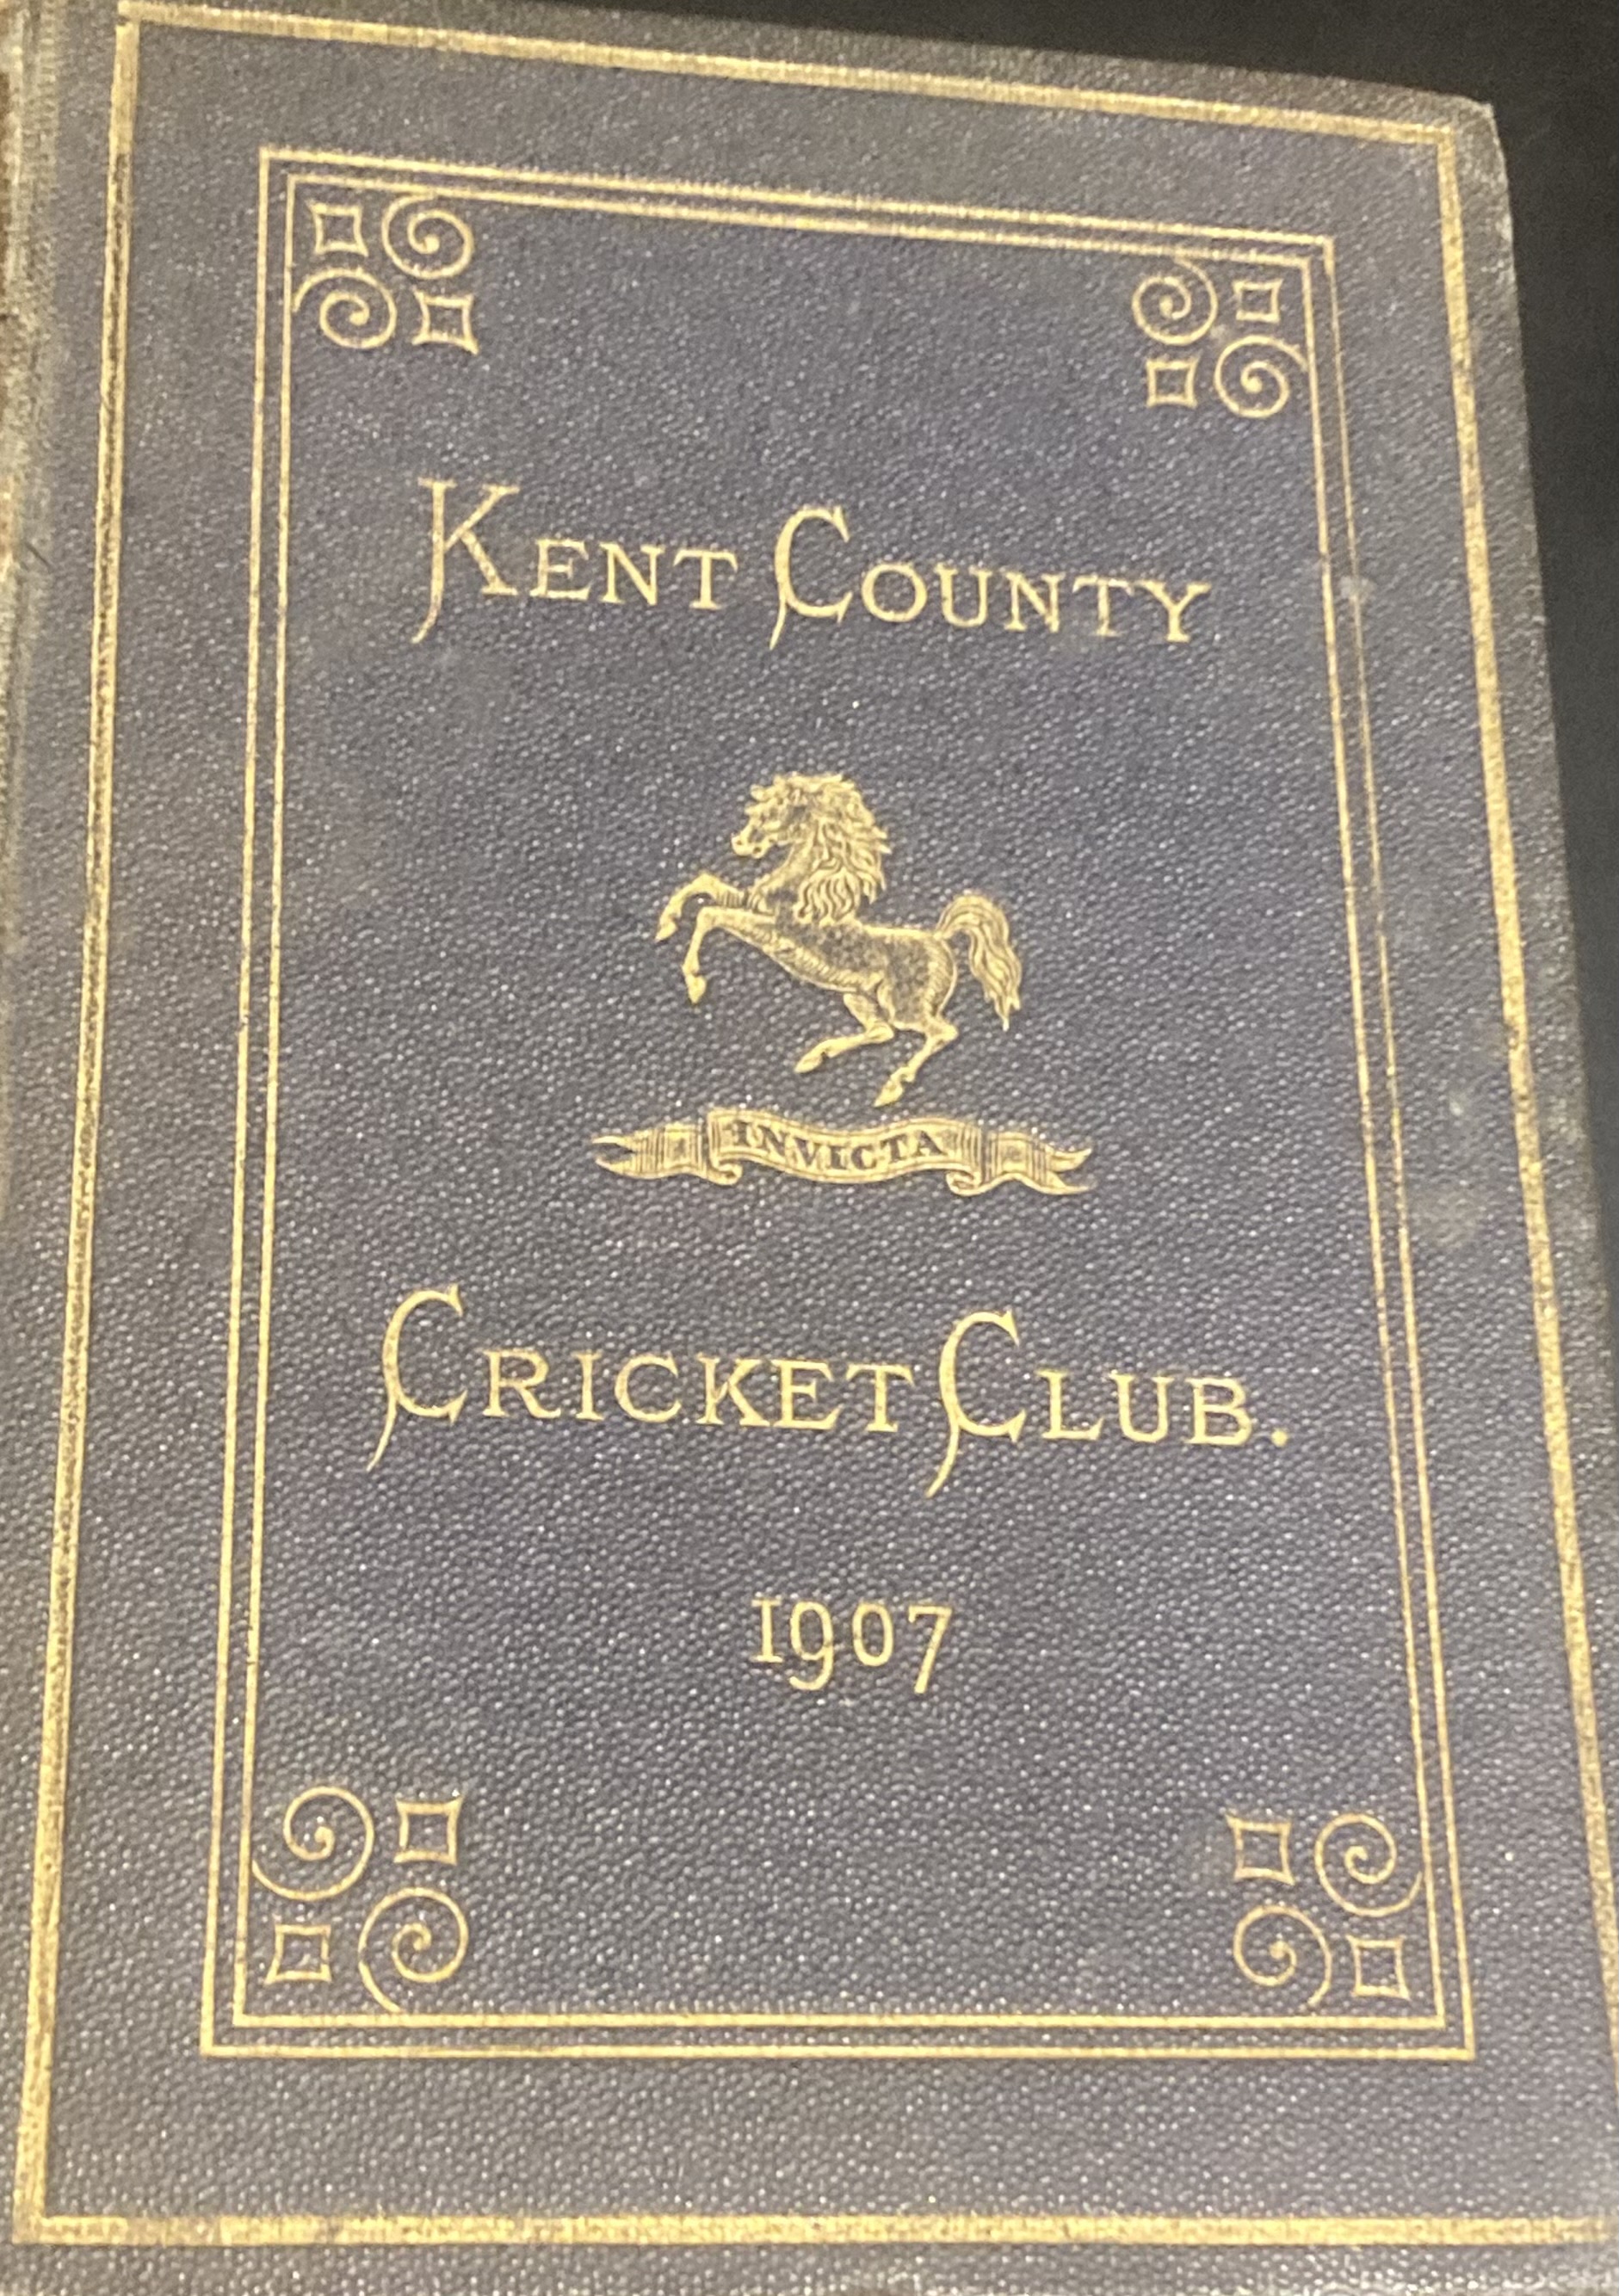 KENT COUNTY
INVICTA
CRICKET CLUB.
1907